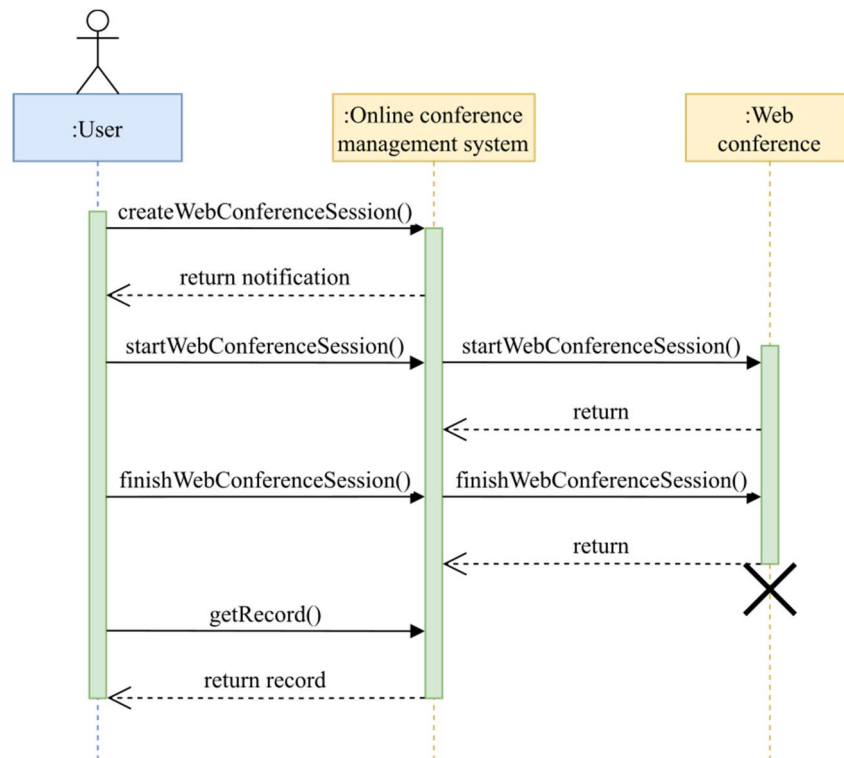 :User
:Online conference
management system
:Web
conference
createWebConferenceSession()
return notification
startWebConferenceSession()
startWebConferenceSession()
return
finishWebConferenceSession()
finishWebConferenceSession()
return
getRecord()
return record